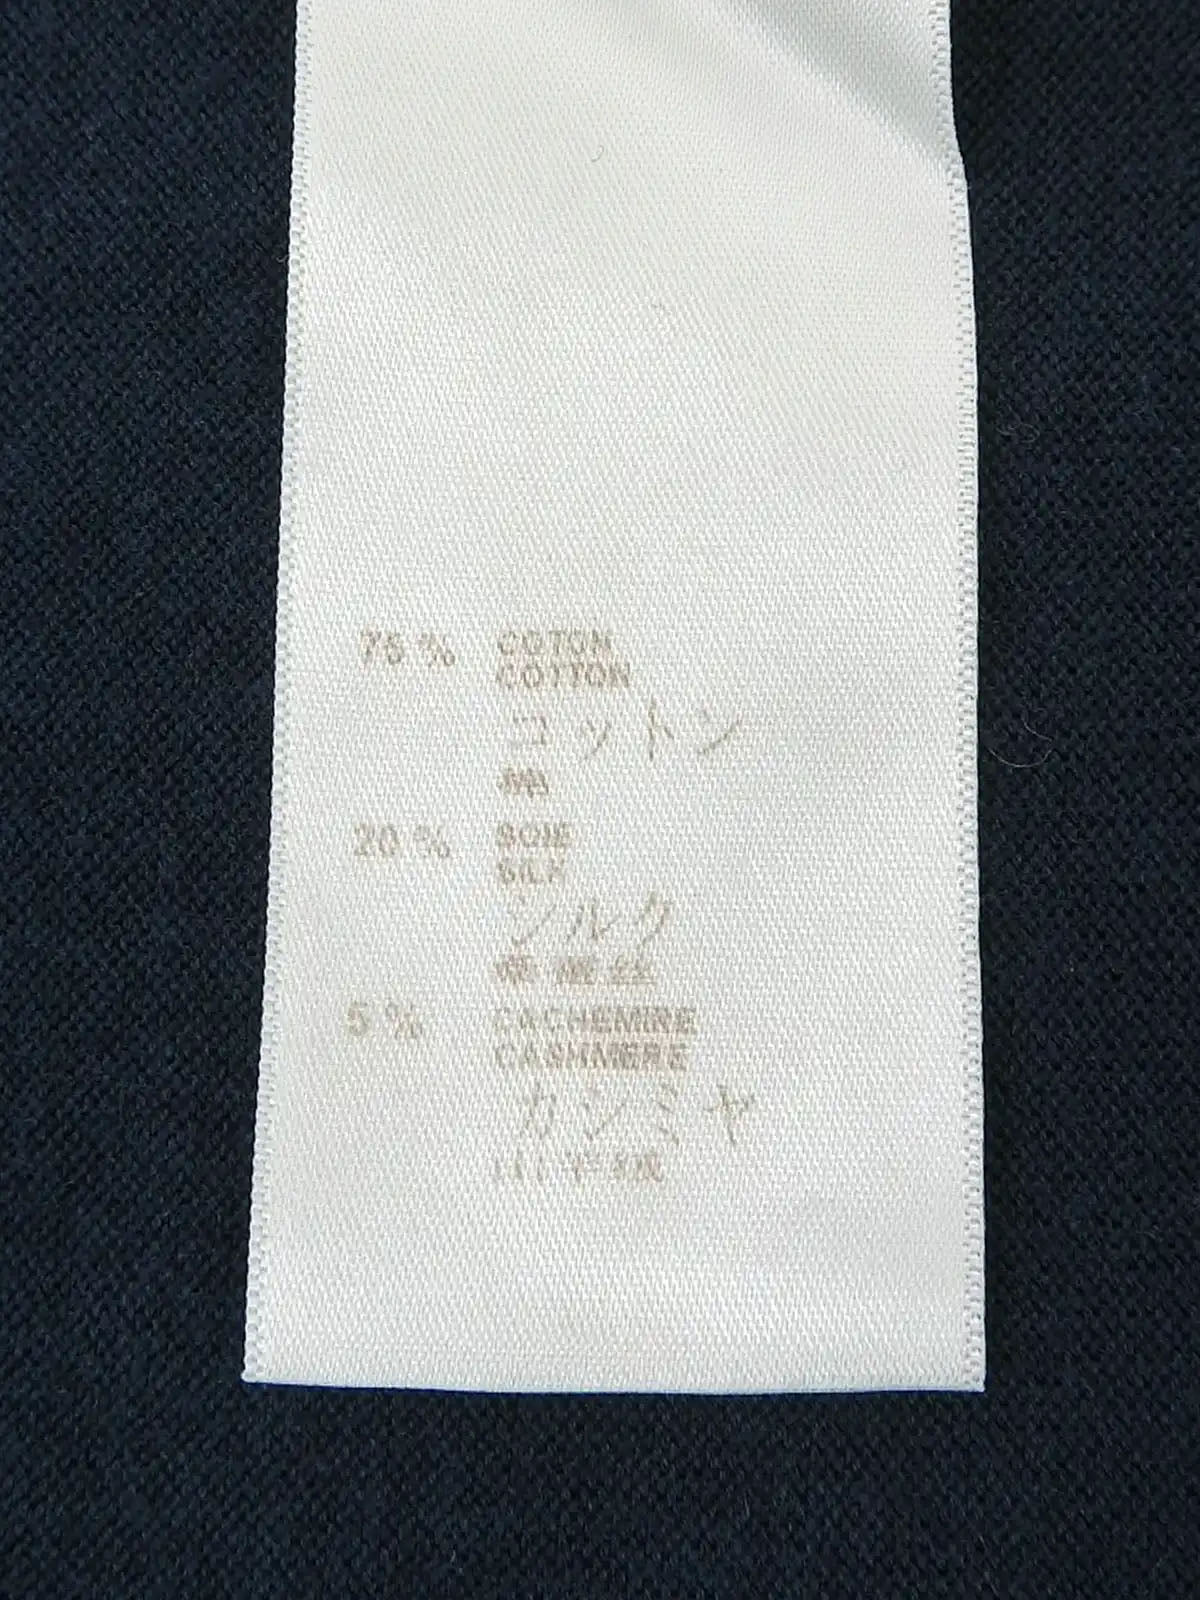 75 % COTON
COTTON
コットン
棉
20 % SOIE
SILK
シルク
桑蚕丝
5 % CACHEMIRE
CASHMERE
カシミヤ
山羊绒